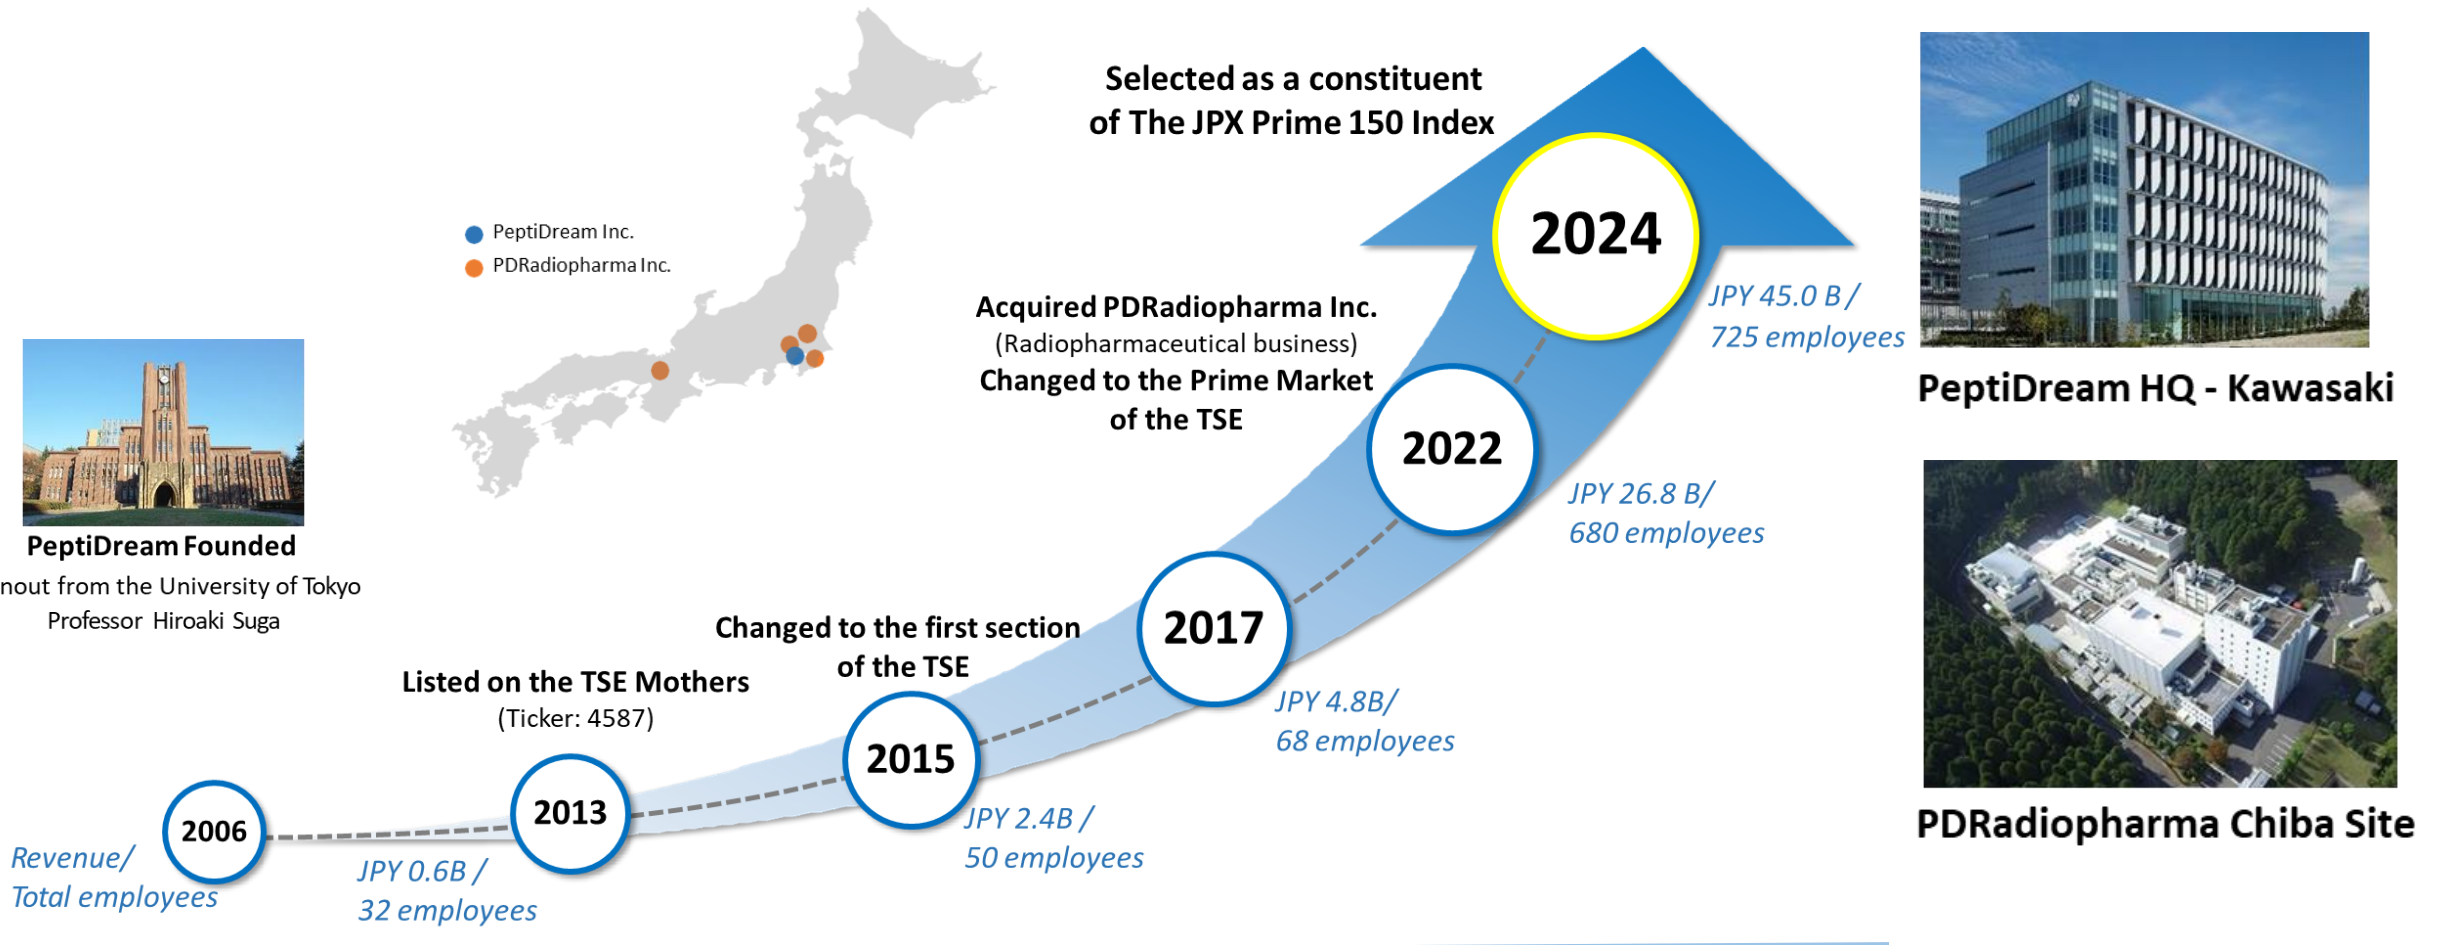 Selected as a constituent
of The JPX Prime 150 Index
2024
JPY 45.0 B /
725 employees
PeptiDream HQ - Kawasaki
PeptiDream Inc.
PDRadiopharma Inc.
Acquired PDRadiopharma Inc.
(Radiopharmaceutical business)
Changed to the Prime Market
of the TSE
2022
JPY 26.8 B/
680 employees
PeptiDream Founded
nout from the University of Tokyo
Professor Hiroaki Suga
Changed to the first section
of the TSE
2017
JPY 4.8B/
68 employees
Listed on the TSE Mothers
(Ticker: 4587)
2015
JPY 2.4B /
50 employees
2013
JPY 0.6B /
32 employees
2006
Revenue/
Total employees
PDRadiopharma Chiba Site